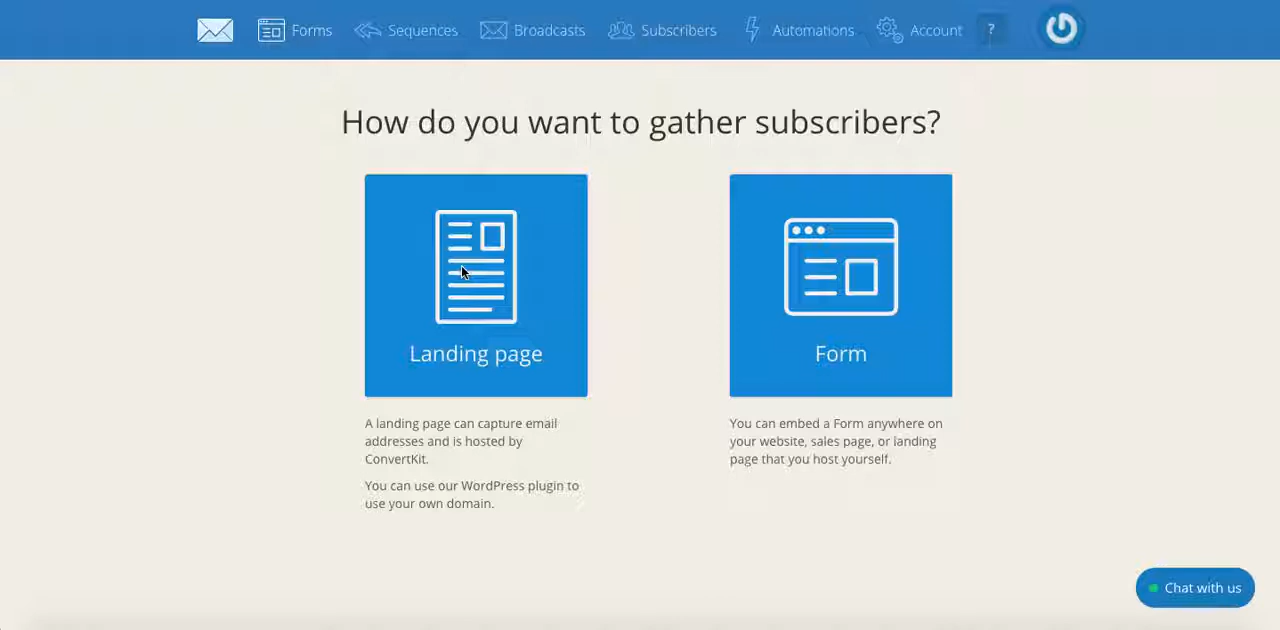 Forms Sequences Broadcasts Subscribers Automations Account ?
How do you want to gather subscribers?
Landing page
Form
A landing page can capture email
addresses and is hosted by
ConvertKit.
You can use our WordPress plugin to
use your own domain.
You can embed a Form anywhere on
your website, sales page, or landing
page that you host yourself.
Chat with us